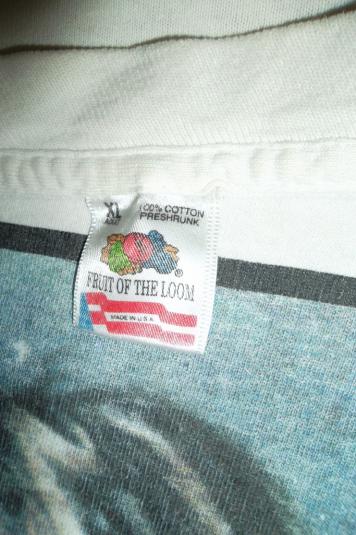 XL
100% COTTON
PRESHRUNK
®
FRUIT OF THE LOOM
MADE IN U.S.A.